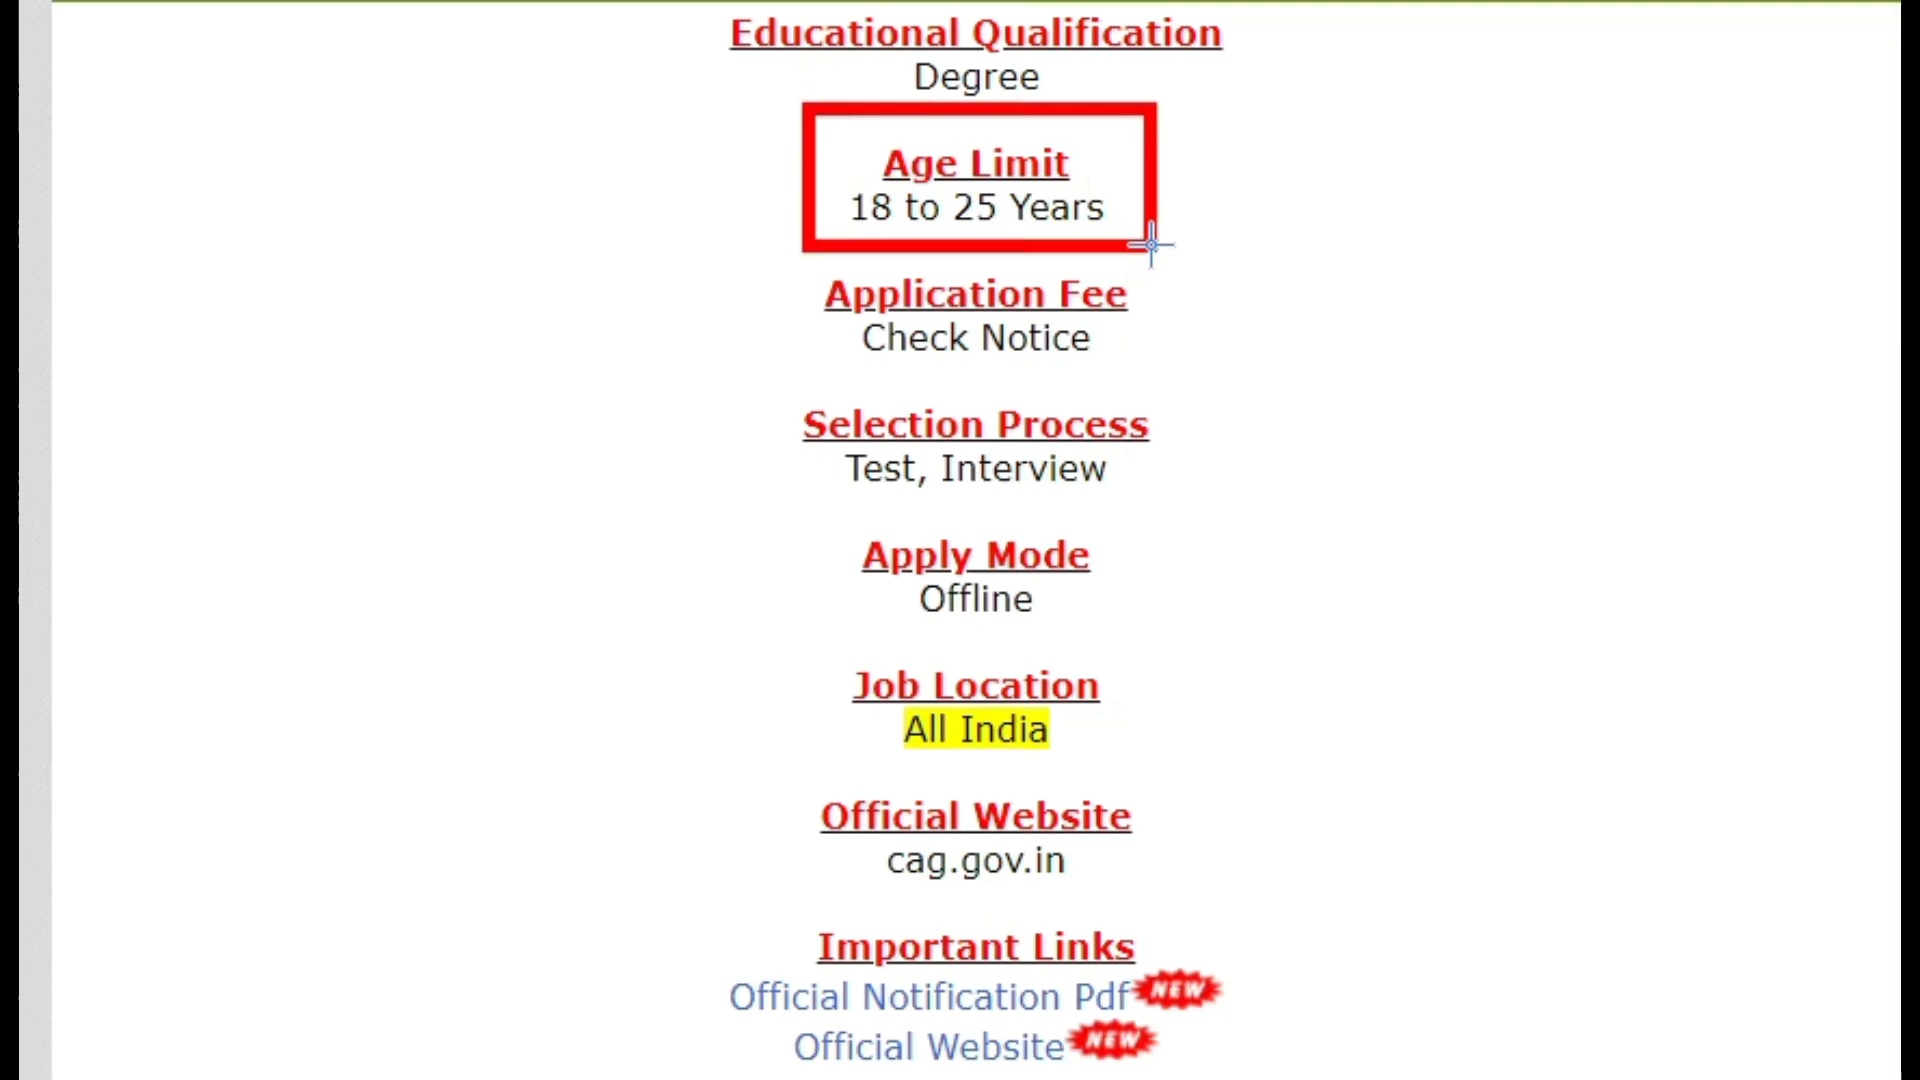 Educational Qualification
Degree
Age Limit
18 to 25 Years
Application Fee
Check Notice
Selection Process
Test, Interview
Apply Mode
Offline
Job Location
All India
Official Website
cag.gov.in
Important Links
Official Notification Pdf NEW
Official Website NEW